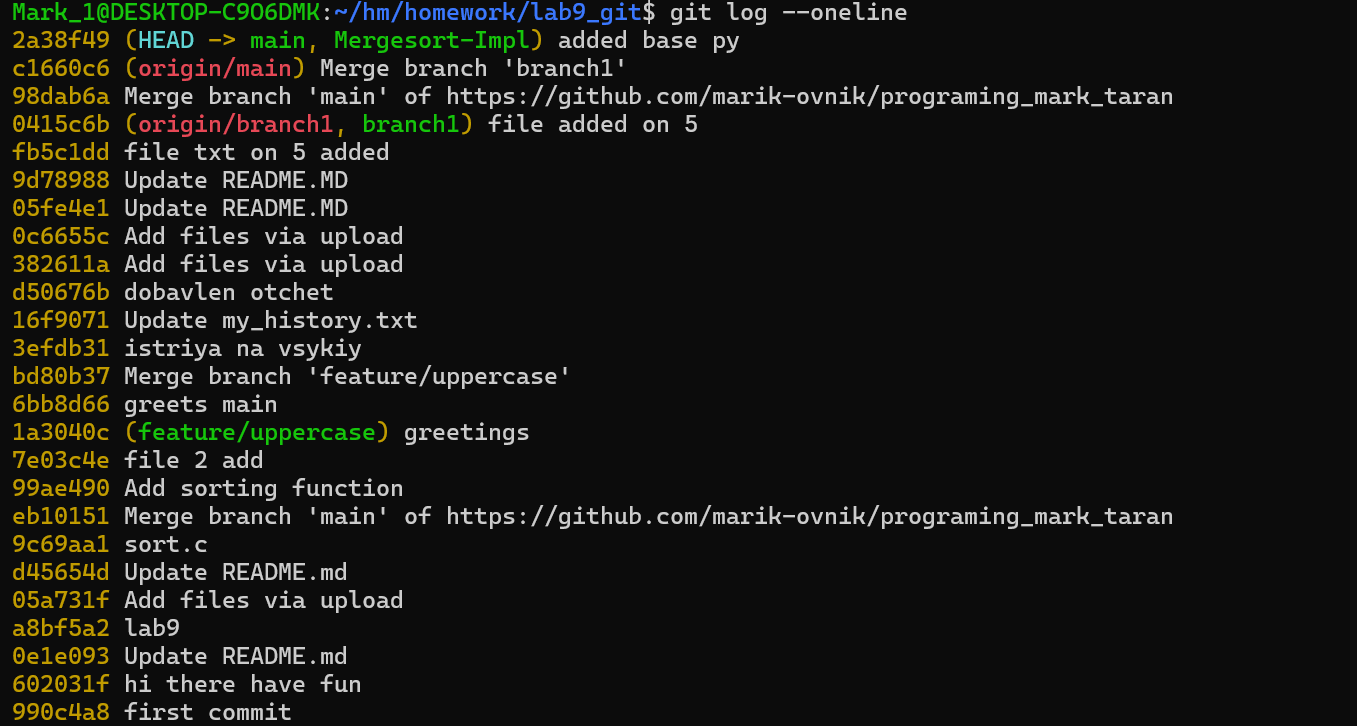 Mark_1@DESKTOP-C9O6DMK:~/hm/homework/lab9_git$ git log --oneline
2a38f49 (HEAD -> main, Mergesort-Impl) added base py
c1660c6 (origin/main) Merge branch 'branch1'
98dab6a Merge branch 'main' of https://github.com/marik-ovnik/programing_mark_taran
0415c6b (origin/branch1, branch1) file added on 5
fb5c1dd file txt on 5 added
9d78988 Update README.MD
05fe4e1 Update README.MD
0c6655c Add files via upload
382611a Add files via upload
d50676b dobavlen otchet
16f9071 Update my_history.txt
3efdb31 istriya na vsykiy
bd80b37 Merge branch 'feature/uppercase'
6bb8d66 greets main
1a3040c (feature/uppercase) greetings
7e03c4e file 2 add
99ae490 Add sorting function
eb10151 Merge branch 'main' of https://github.com/marik-ovnik/programing_mark_taran
9c69aa1 sort.c
d45654d Update README.md
05a731f Add files via upload
a8bf5a2 lab9
0e1e093 Update README.md
602031f hi there have fun
990c4a8 first commit